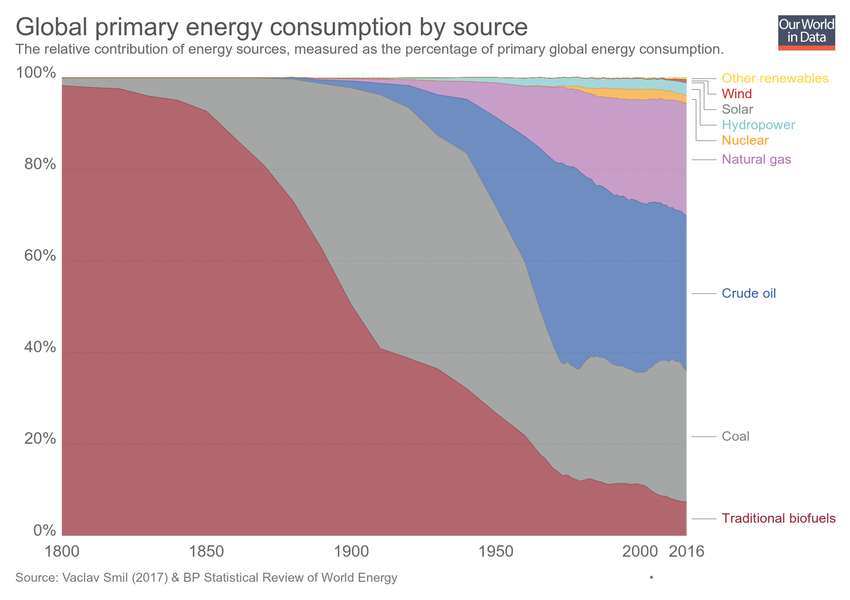 Global primary energy consumption by source
The relative contribution of energy sources, measured as the percentage of primary global energy consumption.
Our World
in Data
100%
80%
60%
40%
20%
0%
1800
1850
1900
1950
2000
2016
Other renewables
Wind
Solar
Hydropower
Nuclear
Natural gas
Crude oil
Coal
Traditional biofuels
Source: Vaclav Smil (2017) & BP Statistical Review of World Energy
•